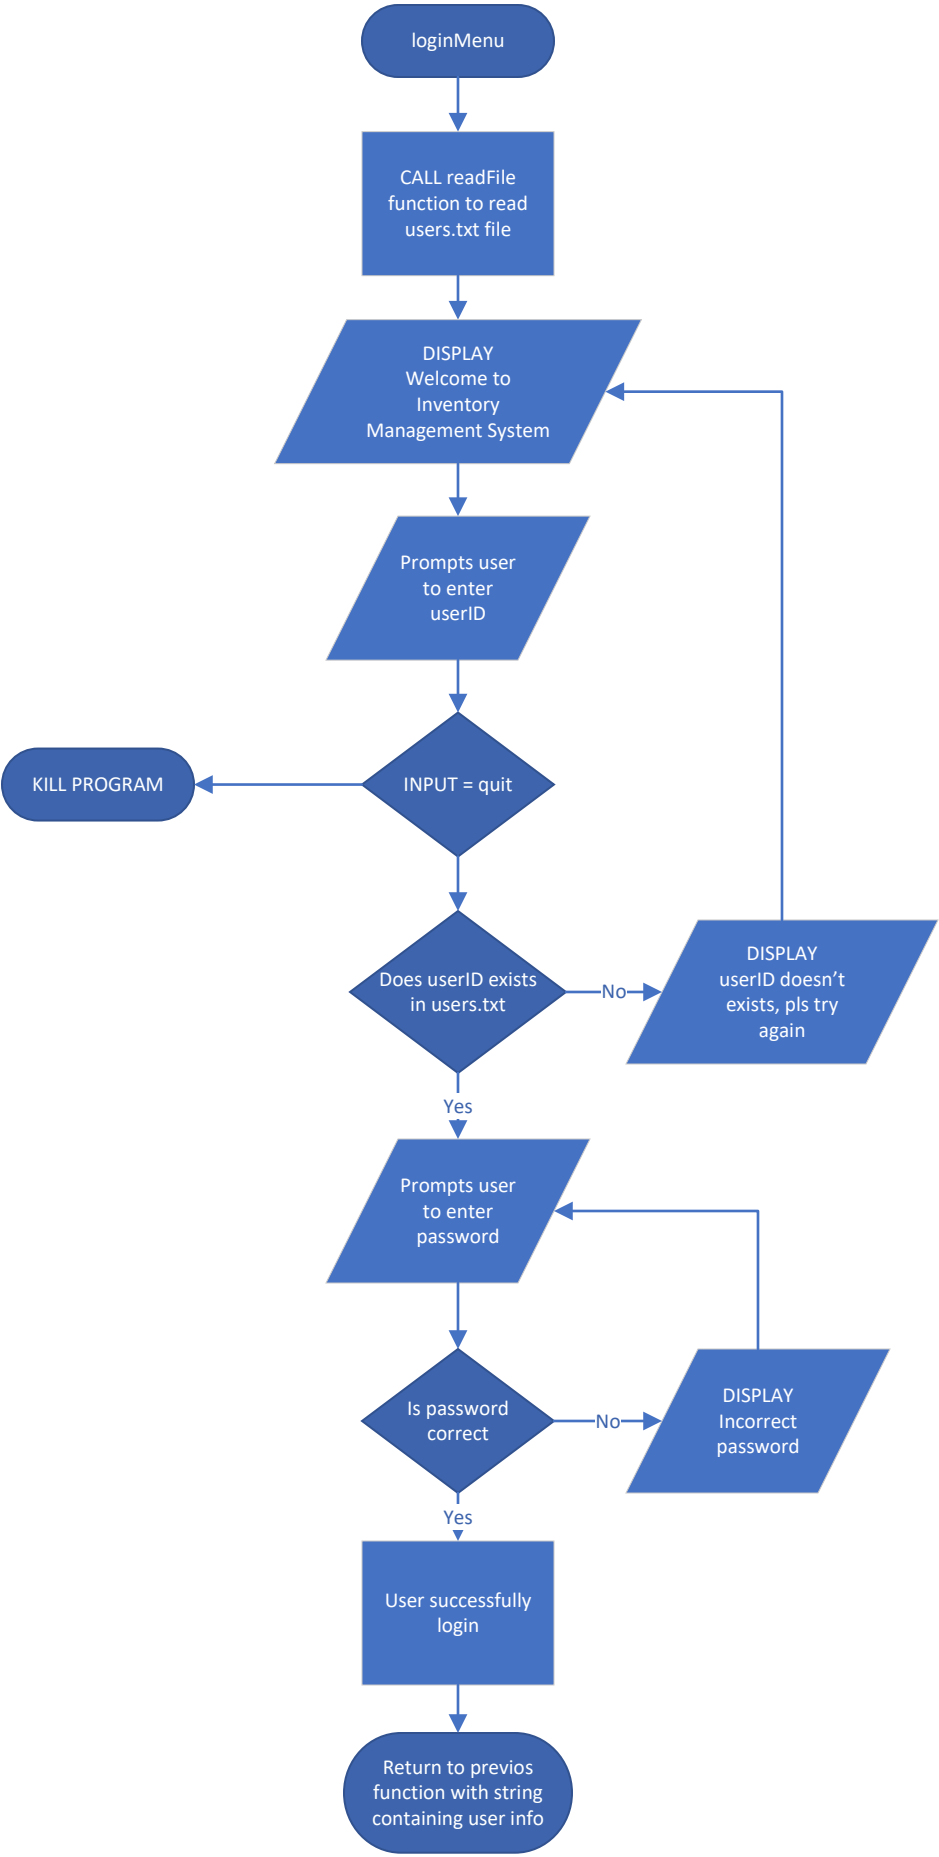 loginMenu
CALL readFile
function to read
users.txt file
DISPLAY
Welcome to
Inventory
Management System
Prompts user
to enter
userID
INPUT = quit
KILL PROGRAM
Does userID exists
in users.txt
No
DISPLAY
userID doesn't
exists, pls try
again
Yes
Prompts user
to enter
password
Is password
correct
No
DISPLAY
Incorrect
password
Yes
User successfully
login
Return to previos
function with string
containing user info